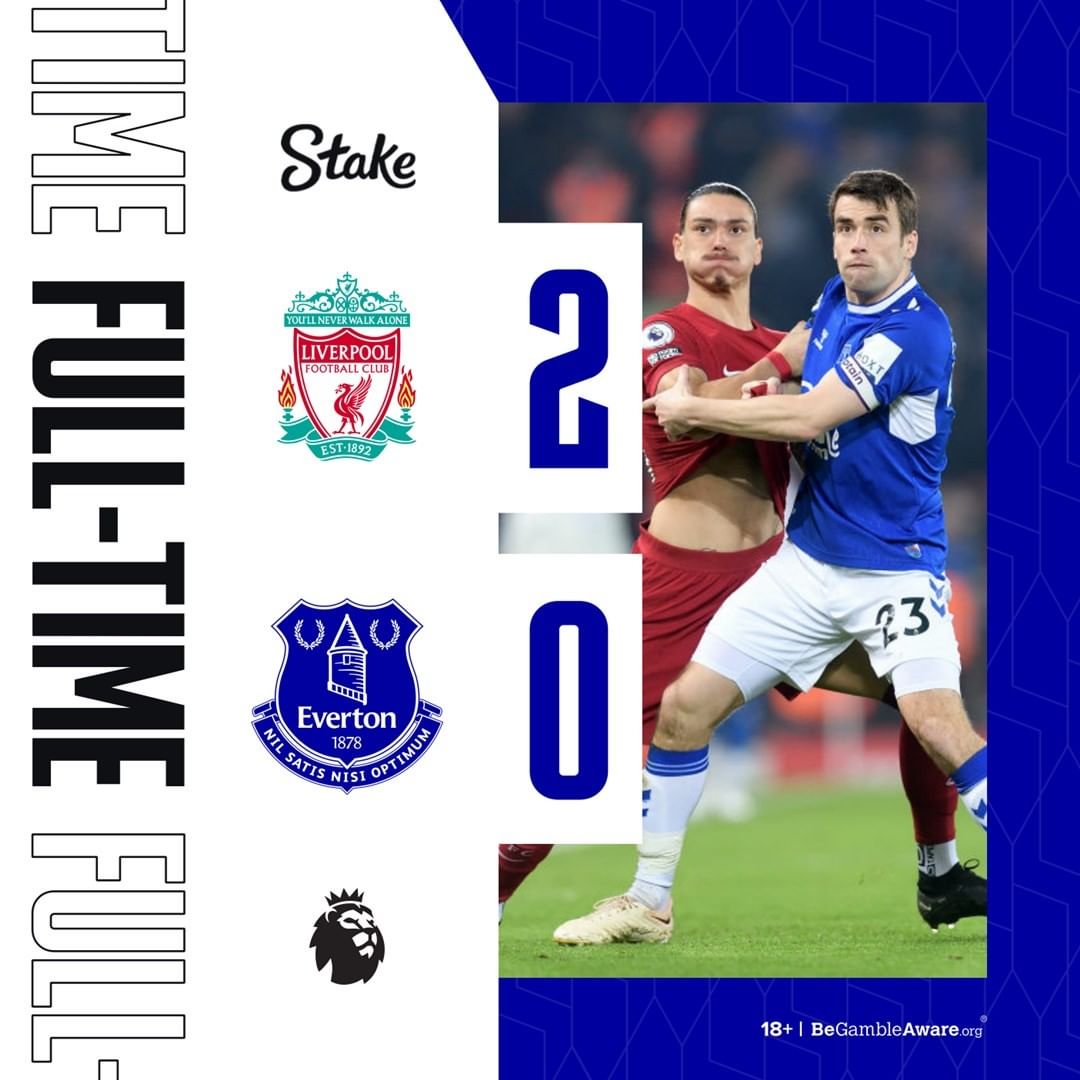 TIME FULL-TIME FULL-
Stake
YOU'LL NEVER WALK ALONE
LIVERPOOL
FOOTBALL CLUB
EST·1892
2
Everton
1878
NIL SATIS NISI OPTIMUM
0
23
18+ | BeGambleAware.org®